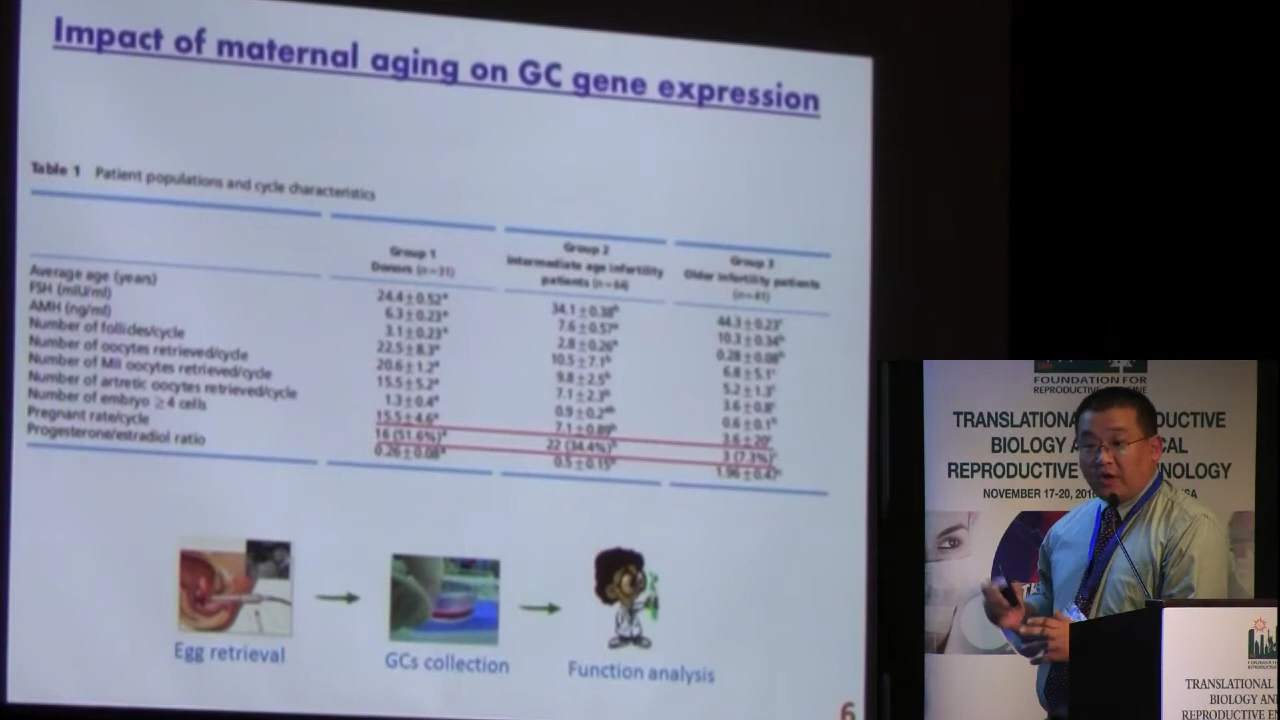 Impact of maternal aging on GC gene expression
Table 1 Patient populations and cycle characteristics
Group 1 Group 2 Group 3
Donors (n=31) Intermediate age infertility patients (n=64) Older infertility patients (n=41)
Average age (years) 24.4±0.52ᵃ 34.1±0.38ᵇ 44.3±0.23ᶜ
FSH (mIU/ml) 6.3±0.23ᵃ 7.6±0.57ᵃ 10.3±0.34ᵇ
AMH (ng/ml) 3.1±0.23ᵃ 2.8±0.26ᵃ 0.28±0.08ᵇ
Number of follicles/cycle 22.5±8.3ᵃ 10.5±7.1ᵇ 6.8±5.1ᶜ
Number of oocytes retrieved/cycle 20.6±1.2ᵃ 9.8±2.5ᵇ 5.2±1.3ᶜ
Number of MII oocytes retrieved/cycle 15.5±5.2ᵃ 7.1±2.3ᵇ 3.6±0.8ᶜ
Number of artretic oocytes retrieved/cycle 1.3±0.4ᵃ 0.9±0.2ᵃᵇ 0.6±0.1ᵇ
Number of embryo ≥4 cells 15.5±4.6ᵃ 7.1±0.89ᵇ 3.6±20ᶜ
Pregnant rate/cycle 16 (51.6%)ᵃ 22 (34.4%)ᵇ 3 (7.3%)ᶜ
Progesterone/estradiol ratio 0.26±0.08ᵃ 0.5±0.15ᵇ 1.96±0.47ᶜ
Egg retrieval
GCs collection
Function analysis
6
FOUNDATION FOR
REPRODUCTIVE
TRANSLATIONA DUCTIVE
BIOLOGY A CAL
REPRODUCTIVE NOLOGY
NOVEMBER 17-20, 201 SA
TRANSLATIONAL
BIOLOGY AN
REPRODUCTIVE